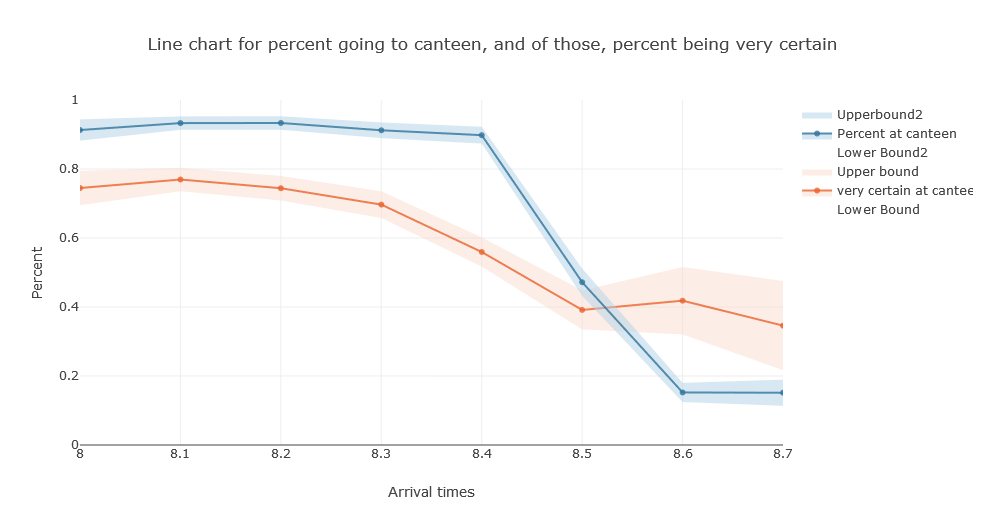 Line chart for percent going to canteen, and of those, percent being very certain
1
0.8
0.6
0.4
0.2
0
Percent
8 8.1 8.2 8.3 8.4 8.5 8.6 8.7
Arrival times
Upperbound2
Percent at canteen
Lower Bound2
Upper bound
very certain at cantee
Lower Bound